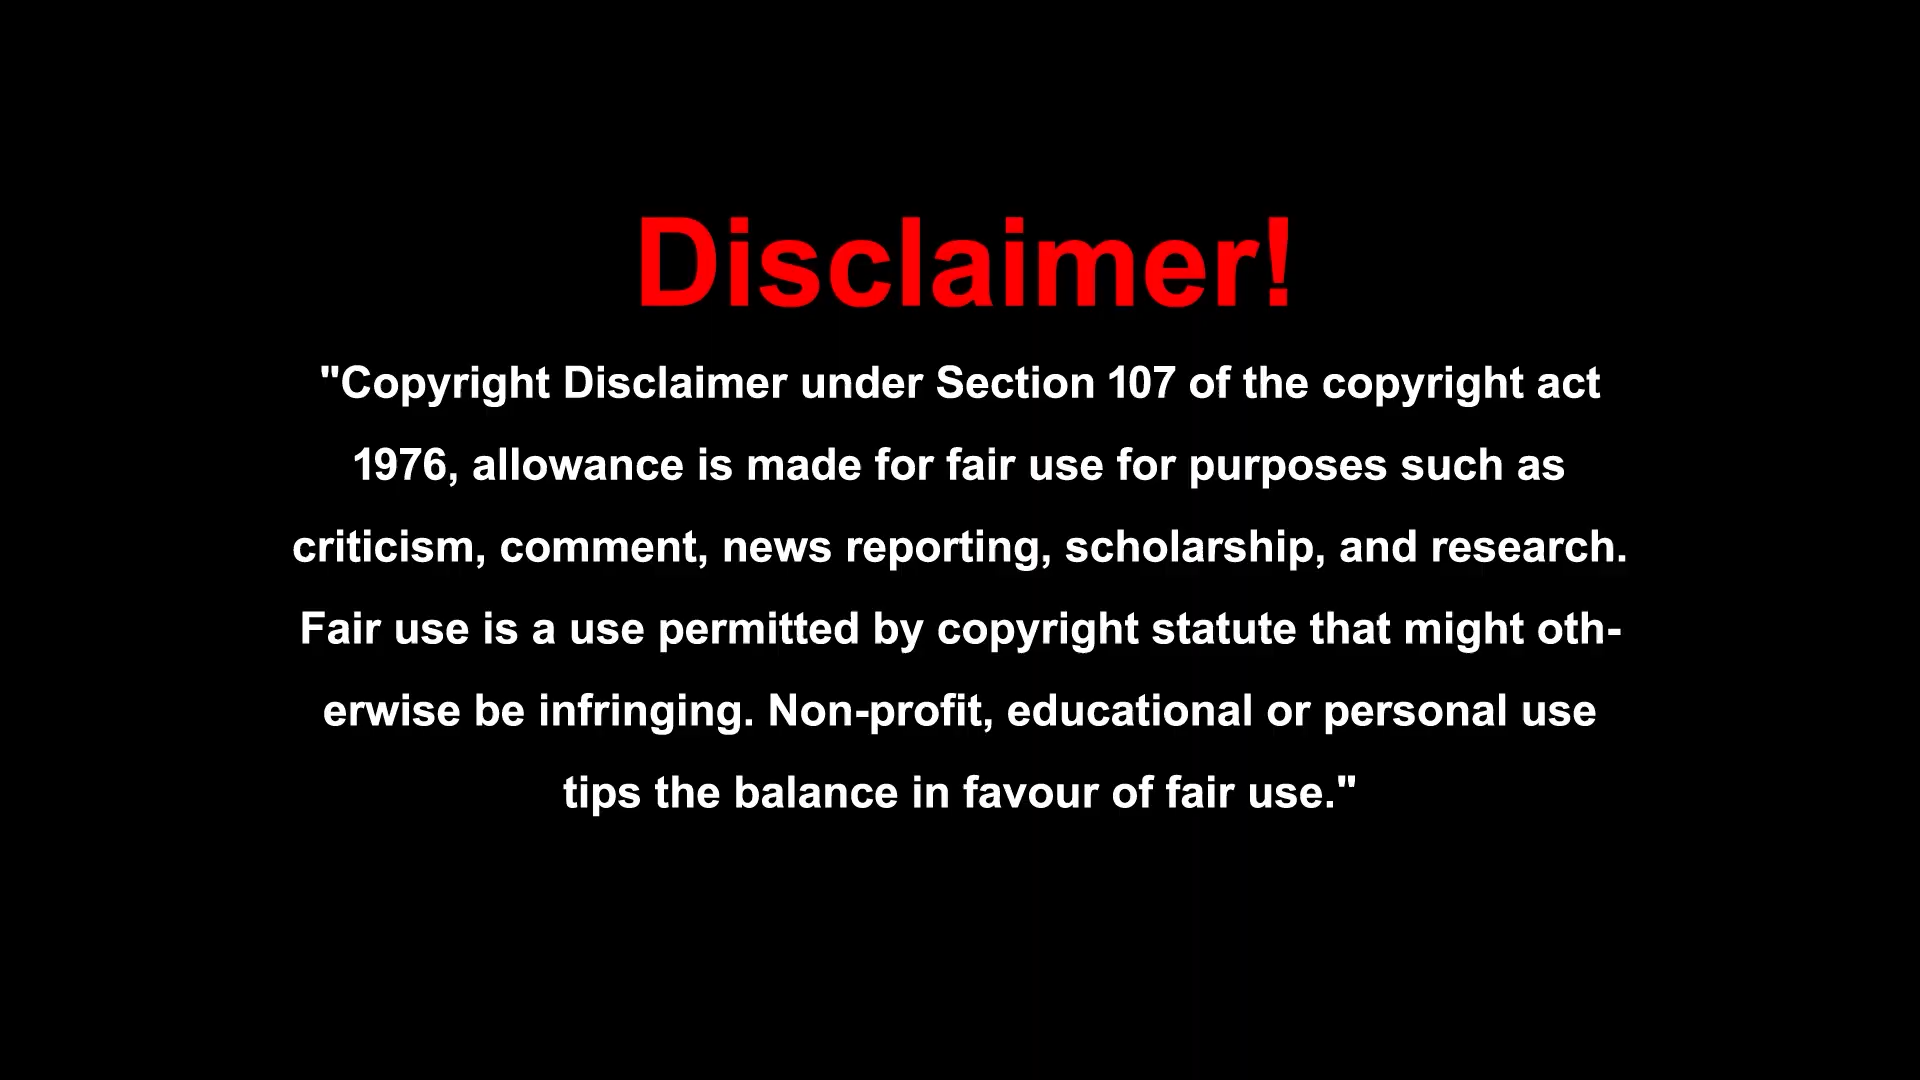 Disclaimer!
"Copyright Disclaimer under Section 107 of the copyright act
1976, allowance is made for fair use for purposes such as
criticism, comment, news reporting, scholarship, and research.
Fair use is a use permitted by copyright statute that might oth-
erwise be infringing. Non-profit, educational or personal use
tips the balance in favour of fair use."